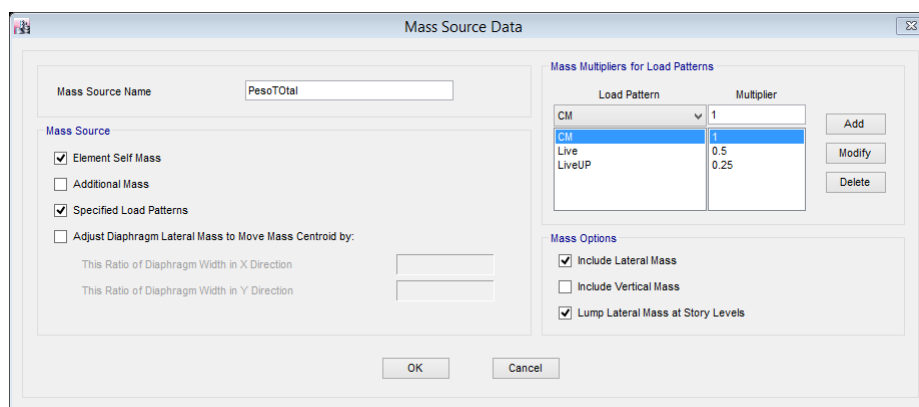 Mass Source Data
Mass Source Name
PesoTOtal
Mass Source
Element Self Mass
Additional Mass
Specified Load Patterns
Adjust Diaphragm Lateral Mass to Move Mass Centroid by:
This Ratio of Diaphragm Width in X Direction
This Ratio of Diaphragm Width in Y Direction
Mass Multipliers for Load Patterns
Load Pattern Multiplier
CM 1
CM 1
Live 0.5
LiveUP 0.25
Add
Modify
Delete
Mass Options
Include Lateral Mass
Include Vertical Mass
Lump Lateral Mass at Story Levels
OK Cancel